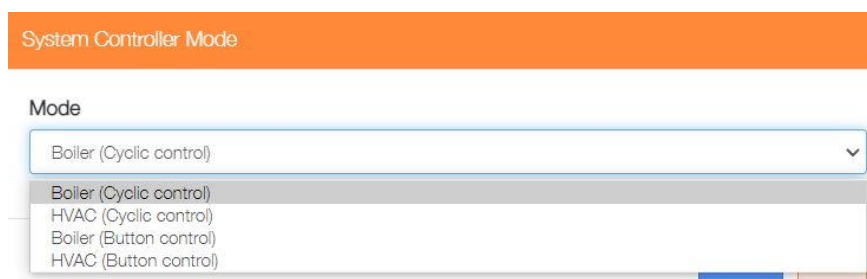 System Controller Mode
Mode
Boiler (Cyclic control)
Boiler (Cyclic control)
HVAC (Cyclic control)
Boiler (Button control)
HVAC (Button control)